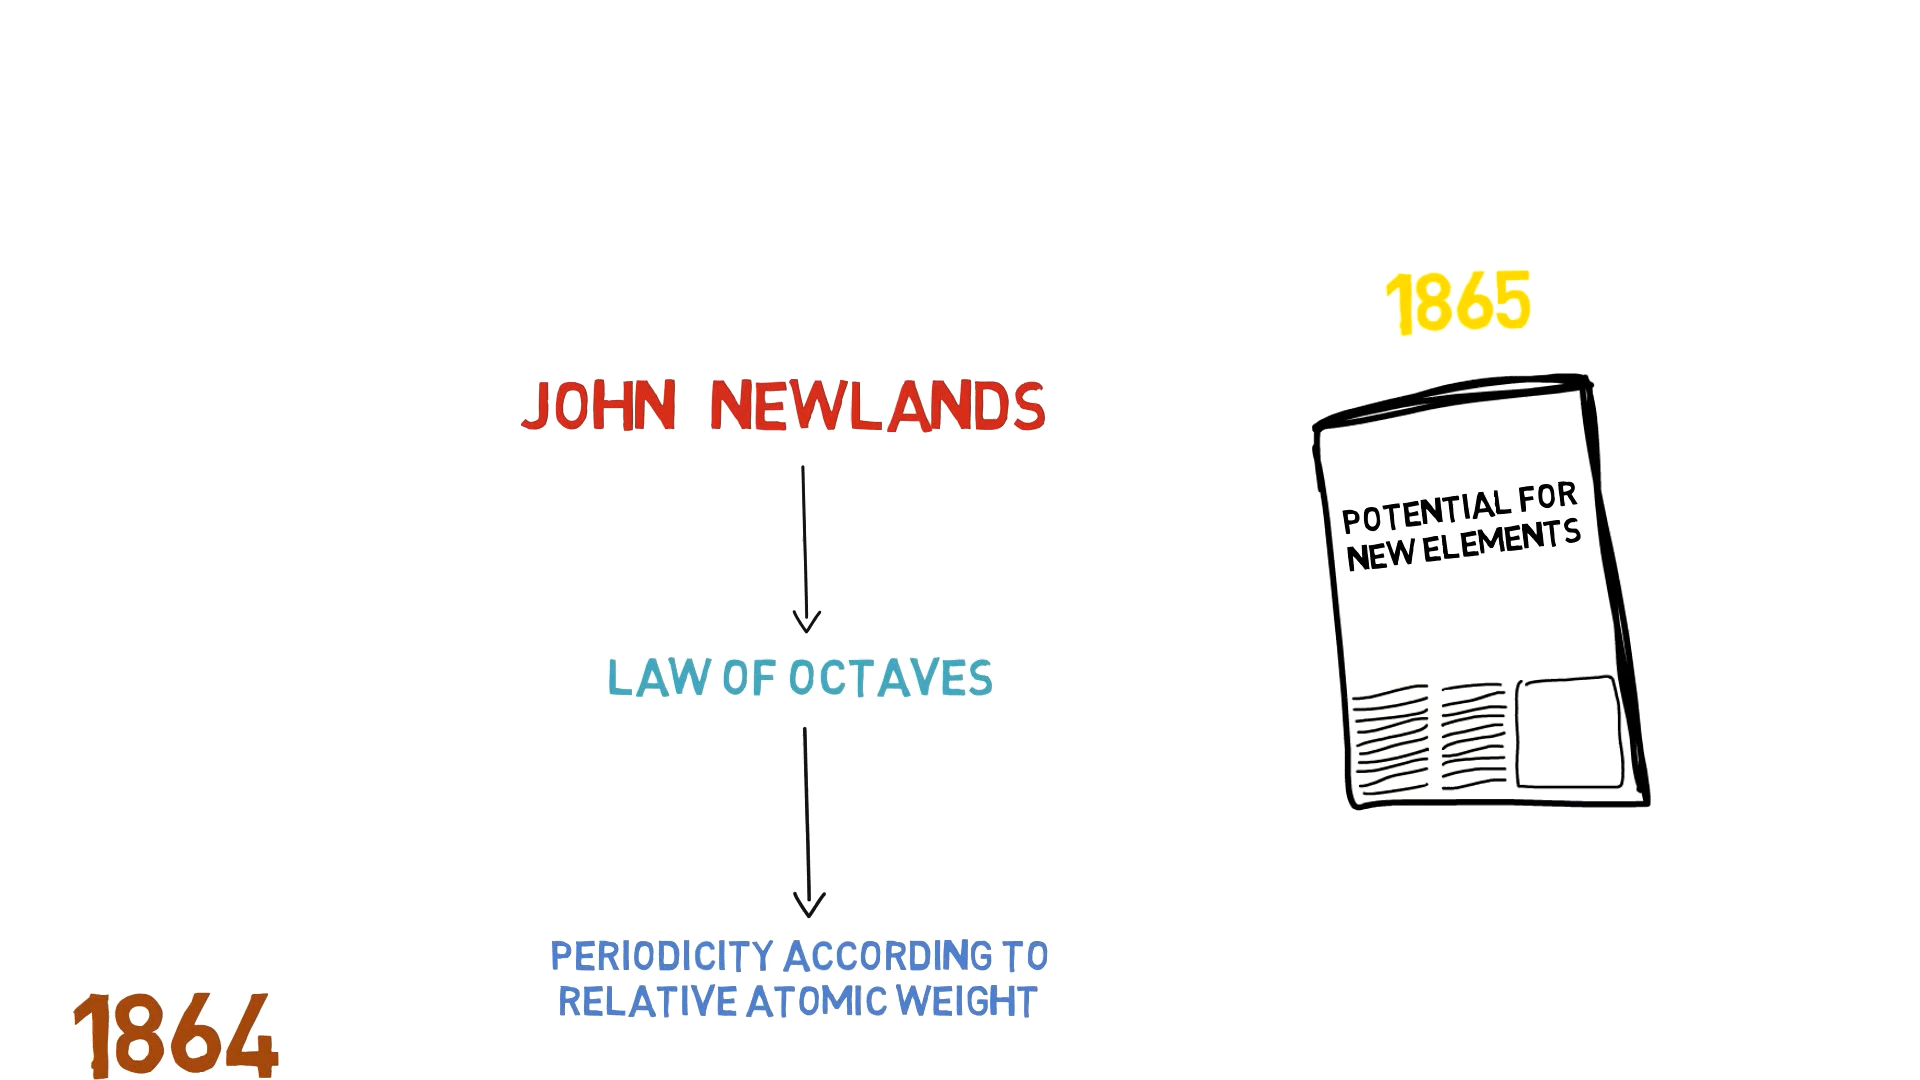 1865
JOHN NEWLANDS
POTENTIAL FOR
NEW ELEMENTS
LAW OF OCTAVES
PERIODICITY ACCORDING TO
RELATIVE ATOMIC WEIGHT
1864